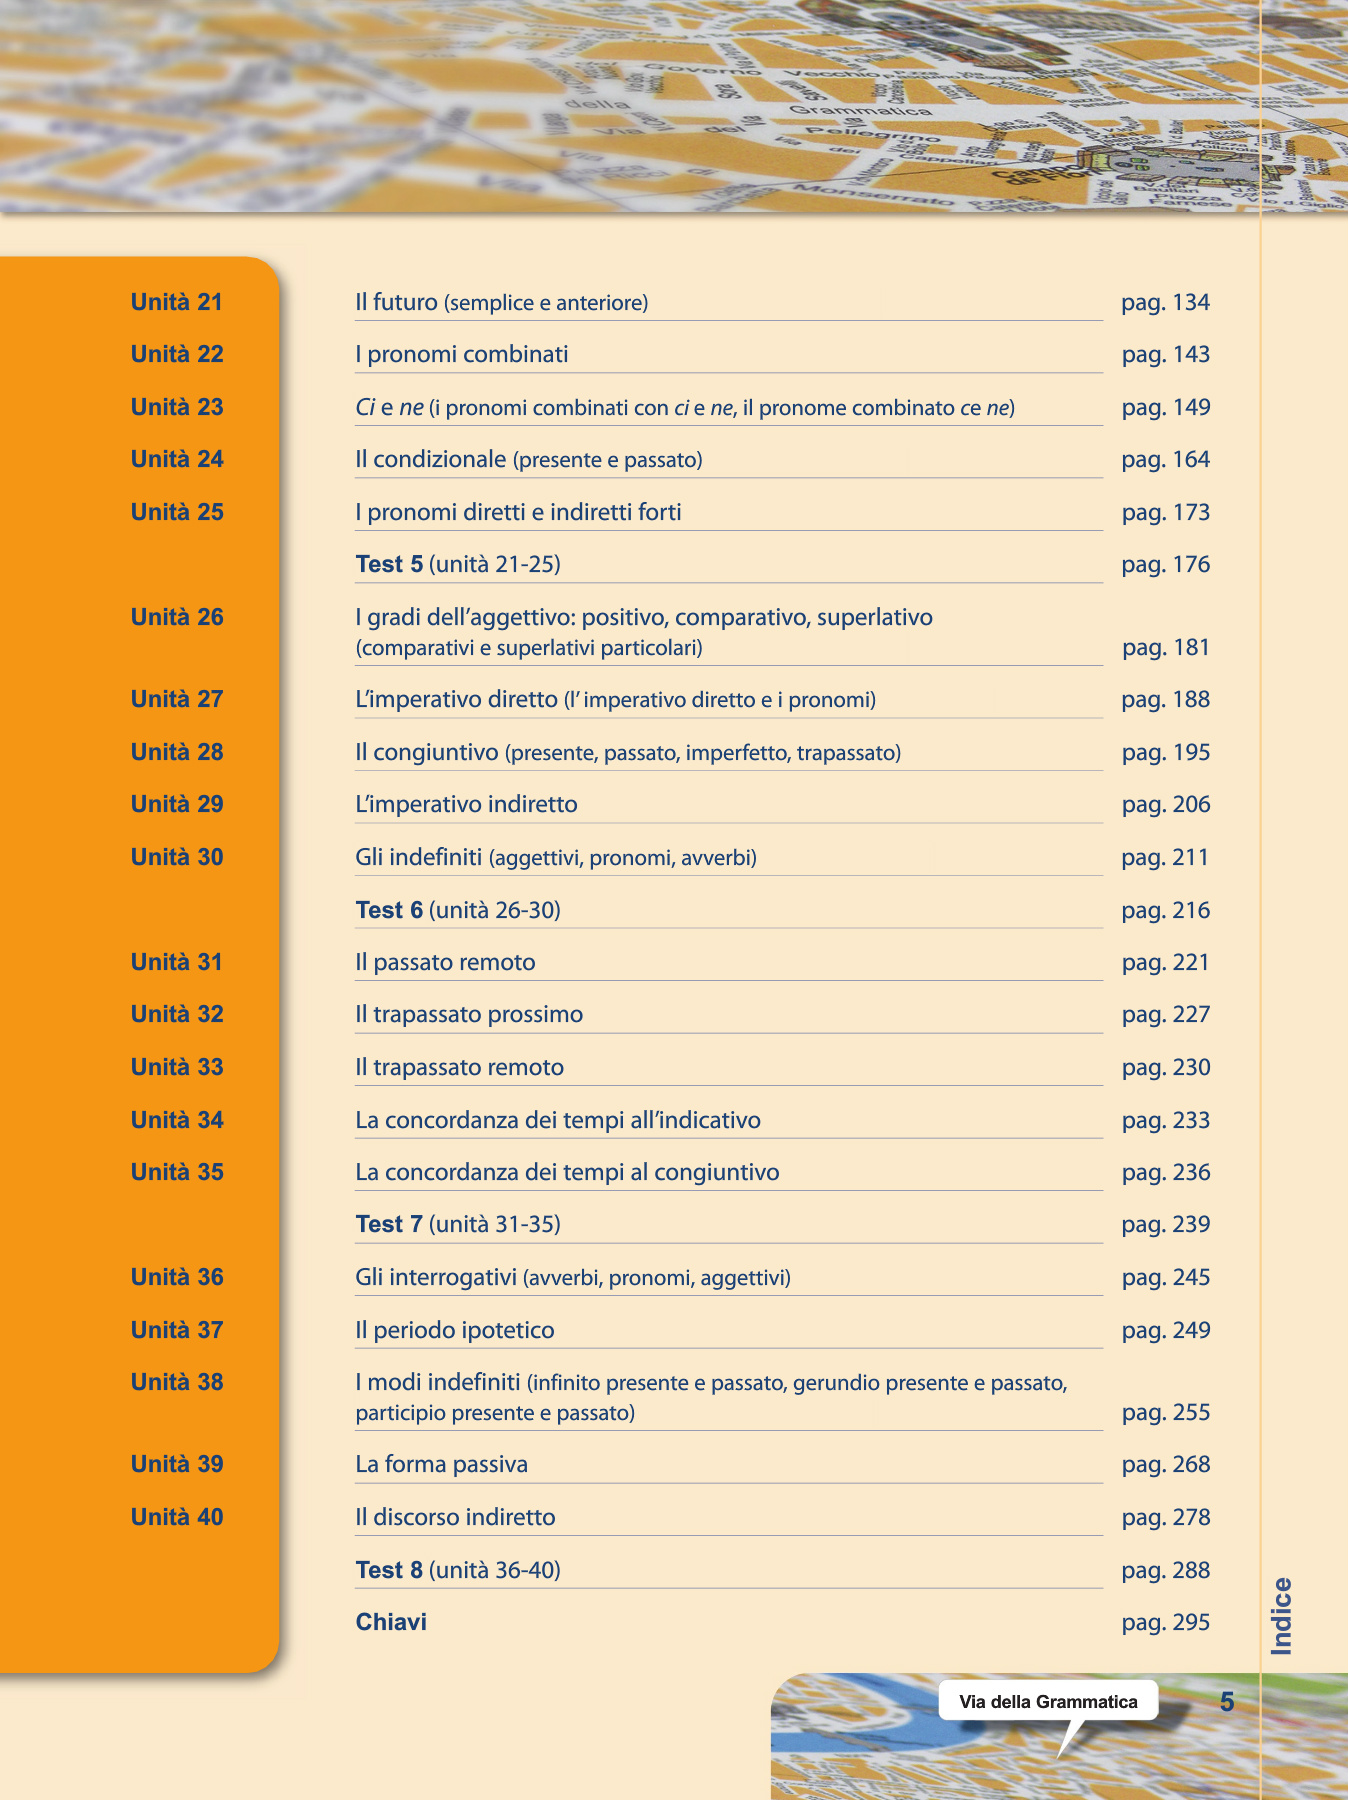 Governo Vecchio
della
Grammatica
Via del Pellegrino
Via dei Cappellari
Via
Via di Monserrato
Campo
de'
Baullari
Piazza
Farnese
Unità 21 Il futuro (semplice e anteriore) pag. 134
Unità 22 I pronomi combinati pag. 143
Unità 23 Ci e ne (i pronomi combinati con ci e ne, il pronome combinato ce ne) pag. 149
Unità 24 Il condizionale (presente e passato) pag. 164
Unità 25 I pronomi diretti e indiretti forti pag. 173
Test 5 (unità 21-25) pag. 176
Unità 26 I gradi dell’aggettivo: positivo, comparativo, superlativo
(comparativi e superlativi particolari) pag. 181
Unità 27 L’imperativo diretto (l’ imperativo diretto e i pronomi) pag. 188
Unità 28 Il congiuntivo (presente, passato, imperfetto, trapassato) pag. 195
Unità 29 L’imperativo indiretto pag. 206
Unità 30 Gli indefiniti (aggettivi, pronomi, avverbi) pag. 211
Test 6 (unità 26-30) pag. 216
Unità 31 Il passato remoto pag. 221
Unità 32 Il trapassato prossimo pag. 227
Unità 33 Il trapassato remoto pag. 230
Unità 34 La concordanza dei tempi all’indicativo pag. 233
Unità 35 La concordanza dei tempi al congiuntivo pag. 236
Test 7 (unità 31-35) pag. 239
Unità 36 Gli interrogativi (avverbi, pronomi, aggettivi) pag. 245
Unità 37 Il periodo ipotetico pag. 249
Unità 38 I modi indefiniti (infinito presente e passato, gerundio presente e passato,
participio presente e passato) pag. 255
Unità 39 La forma passiva pag. 268
Unità 40 Il discorso indiretto pag. 278
Test 8 (unità 36-40) pag. 288
Chiavi pag. 295
Indice
Via della Grammatica 5